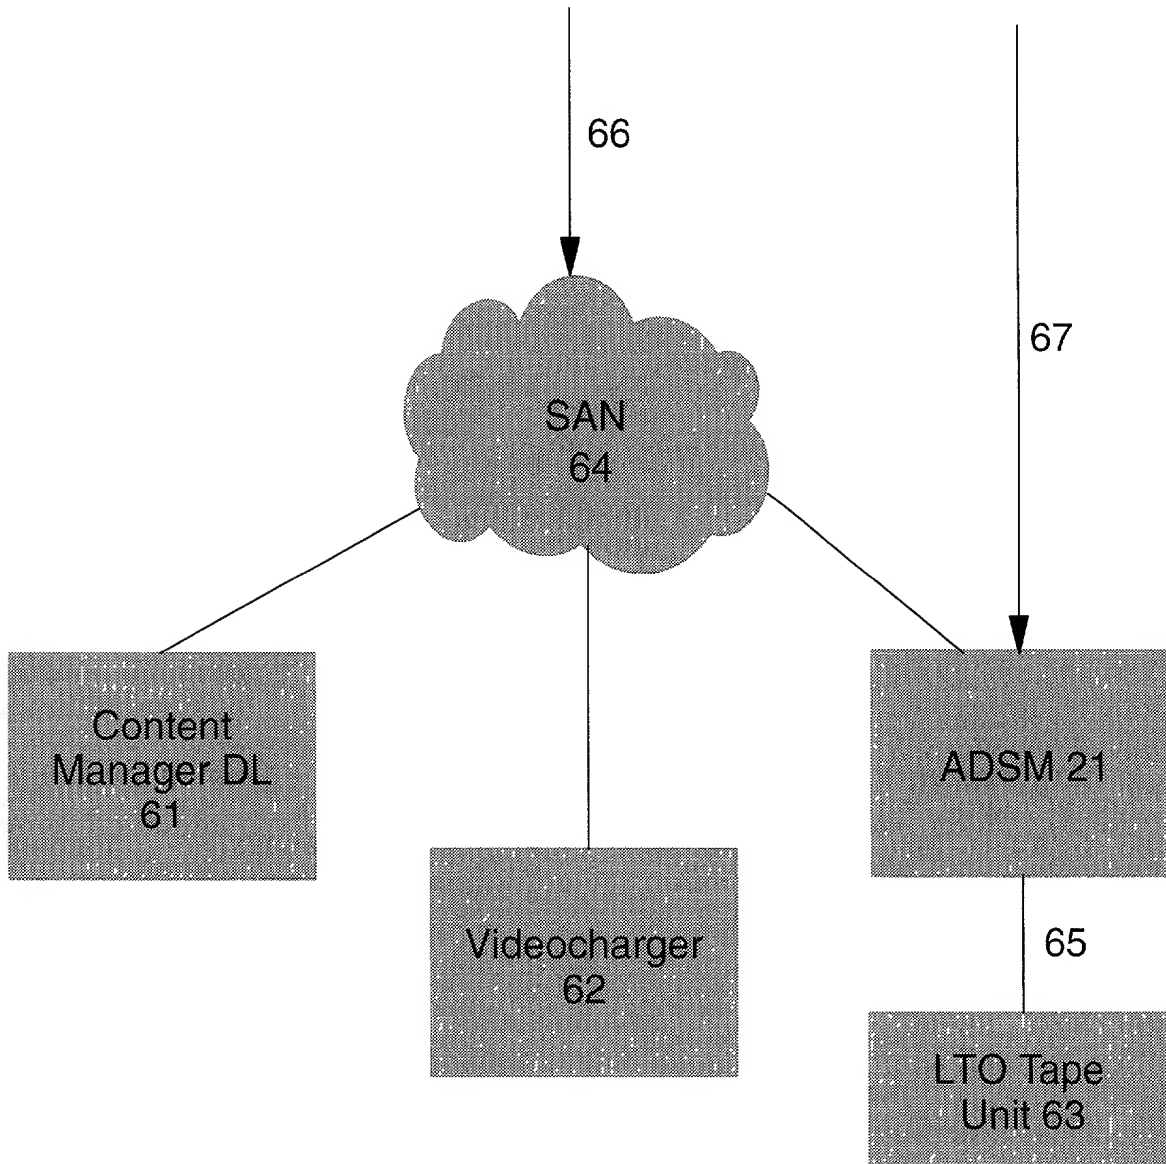 66
67
SAN
64
Content
Manager DL
61
ADSM 21
Videocharger
62
65
LTO Tape
Unit 63